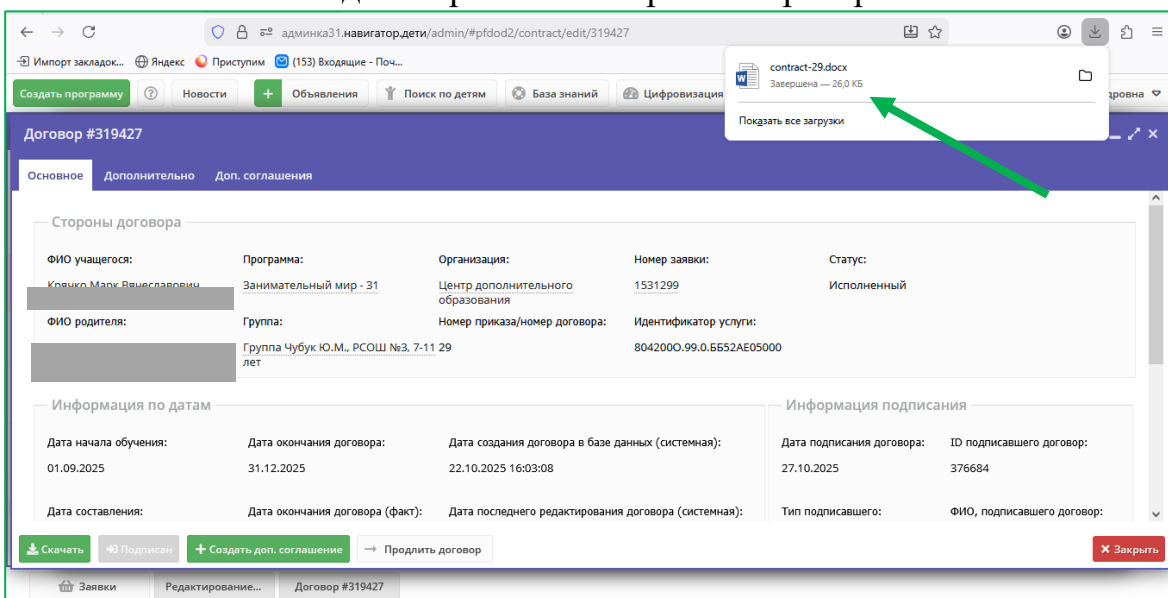 админка31.навигатор.дети/admin/#pfdod2/contract/edit/319427
Импорт закладок... Яндекс Приступим (153) Входящие - Поч...
contract-29.docx
Завершена — 26,0 КБ
Показать все загрузки
Создать программу Новости + Объявления Поиск по детям База знаний Цифровизация дровна
Договор #319427
Основное Дополнительно Доп. соглашения
Стороны договора
ФИО учащегося: Программа: Организация: Номер заявки: Статус:
Занимательный мир - 31 Центр дополнительного образования 1531299 Исполненный
ФИО родителя: Группа: Номер приказа/номер договора: Идентификатор услуги:
Группа Чубук Ю.М., РСОШ №3, 7-11 лет 29 804200О.99.0.ББ52АЕ05000
Информация по датам Информация подписания
Дата начала обучения: Дата окончания договора: Дата создания договора в базе данных (системная): Дата подписания договора: ID подписавшего договор:
01.09.2025 31.12.2025 22.10.2025 16:03:08 27.10.2025 376684
Дата составления: Дата окончания договора (факт): Дата последнего редактирования договора (системная): Тип подписавшего: ФИО, подписавшего договор:
Скачать Подписан + Создать доп. соглашение → Продлить договор × Закрыть
Заявки Редактирование... Договор #319427